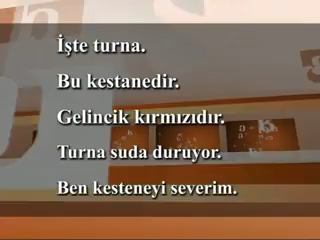 İşte turna.
Bu kestanedir.
Gelincik kırmızıdır.
Turna suda duruyor.
Ben kesteneyi severim.